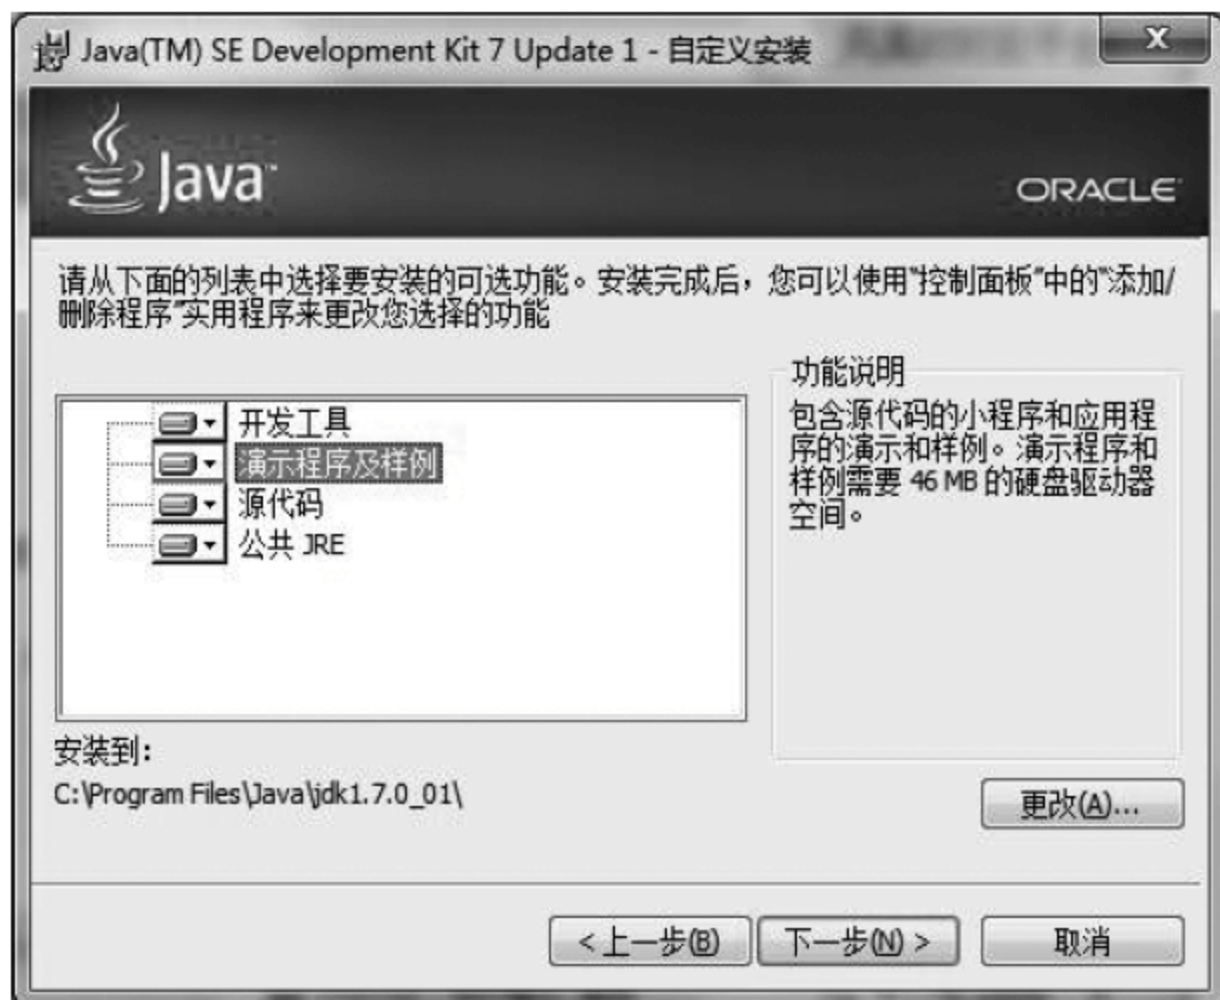 Java(TM) SE Development Kit 7 Update 1 - 自定义安装
X
Java™
ORACLE
请从下面的列表中选择要安装的可选功能。安装完成后，您可以使用"控制面板"中的"添加/
删除程序"实用程序来更改您选择的功能
开发工具
演示程序及样例
源代码
公共 JRE
功能说明
包含源代码的小程序和应用程
序的演示和样例。演示程序和
样例需要 46 MB 的硬盘驱动器
空间。
安装到：
C:\Program Files\Java\jdk1.7.0_01\
更改(A)...
< 上一步(B)
下一步(N) >
取消